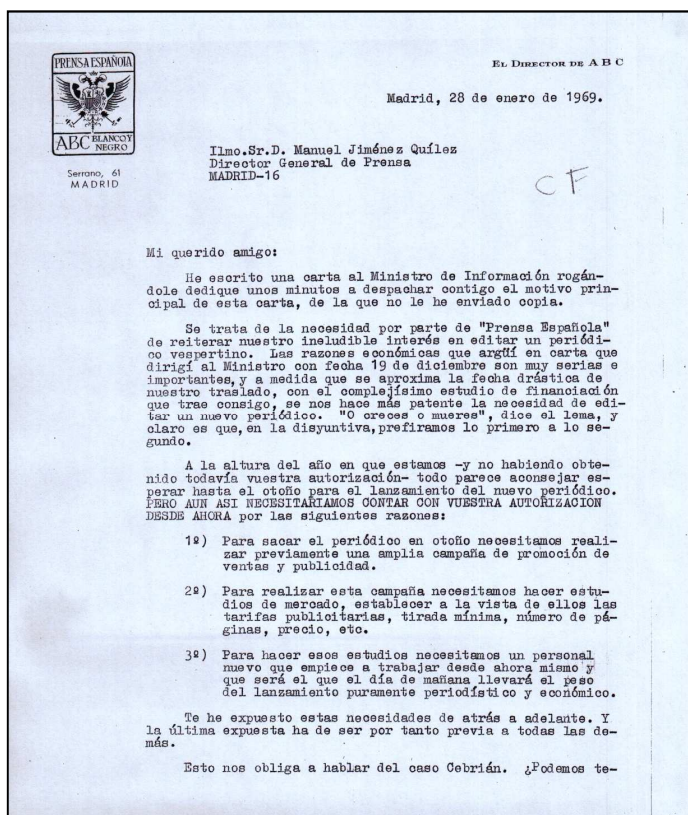 PRENSA ESPAÑOLA
ABC BLANCO Y NEGRO
Serrano, 61
MADRID
EL DIRECTOR DE A B C
Madrid, 28 de enero de 1969.
Ilmo.Sr.D. Manuel Jiménez Quílez
Director General de Prensa
MADRID-16
CF
Mi querido amigo:
He escrito una carta al Ministro de Información rogán-
dole dedique unos minutos a despachar contigo el motivo prin-
cipal de esta carta, de la que no le he enviado copia.
Se trata de la necesidad por parte de "Prensa Española"
de reiterar nuestro ineludible interés en editar un periódi-
co vespertino. Las razones económicas que argüí en carta que
dirigí al Ministro con fecha 19 de diciembre son muy serias e
importantes, y a medida que se aproxima la fecha drástica de
nuestro traslado, con el complejísimo estudio de financiación
que trae consigo, se nos hace más patente la necesidad de edi-
tar un nuevo periódico. "O creces o mueres", dice el lema, y
claro es que, en la disyuntiva, prefiramos lo primero a lo se-
gundo.
A la altura del año en que estamos -y no habiendo obte-
nido todavía vuestra autorización- todo parece aconsejar es-
perar hasta el otoño para el lanzamiento del nuevo periódico.
PERO AUN ASI NECESITARIAMOS CONTAR CON VUESTRA AUTORIZACION
DESDE AHORA por las siguientes razones:
1º) Para sacar el periódico en otoño necesitamos reali-
zar previamente una amplia campaña de promoción de
ventas y publicidad.
2º) Para realizar esta campaña necesitamos hacer estu-
dios de mercado, establecer a la vista de ellos las
tarifas publicitarias, tirada mínima, número de pá-
ginas, precio, etc.
3º) Para hacer esos estudios necesitamos un personal
nuevo que empiece a trabajar desde ahora mismo y
que será el que el día de mañana llevará el peso
del lanzamiento puramente periodístico y económico.
Te he expuesto estas necesidades de atrás a adelante. Y
la última expuesta ha de ser por tanto previa a todas las de-
más.
Esto nos obliga a hablar del caso Cebrián. ¿Podemos te-